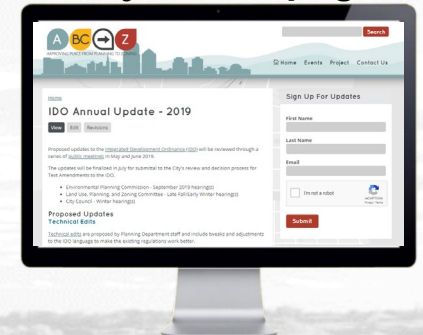 A
BC
Z
IMPROVING PLACE FROM PLANNING TO ZONING
Search
Home Events Project Contact Us
Home
IDO Annual Update - 2019
View Edit Revisions
Proposed updates to the Integrated Development Ordinance (IDO) will be reviewed through a
series of public meetings in May and June 2019.
The updates will be finalized in July for submittal to the City's review and decision process for
Text Amendments to the IDO.
Environmental Planning Commission - September 2019 hearing(s)
Land Use, Planning, and Zoning Committee - Late Fall/Early Winter hearing(s)
City Council - Winter hearing(s)
Proposed Updates
Technical Edits
Technical edits are proposed by Planning Department staff and include tweaks and adjustments
to the IDO language to make the existing regulations work better.
Sign Up For Updates
First Name
Last Name
Email
I'm not a robot
reCAPTCHA
Privacy - Terms
Submit